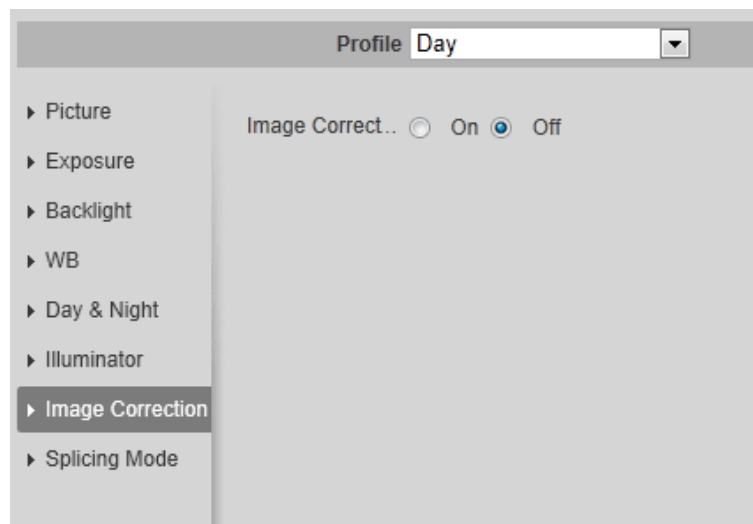 Profile Day
Picture
Image Correct.. On Off
Exposure
Backlight
WB
Day & Night
Illuminator
Image Correction
Splicing Mode